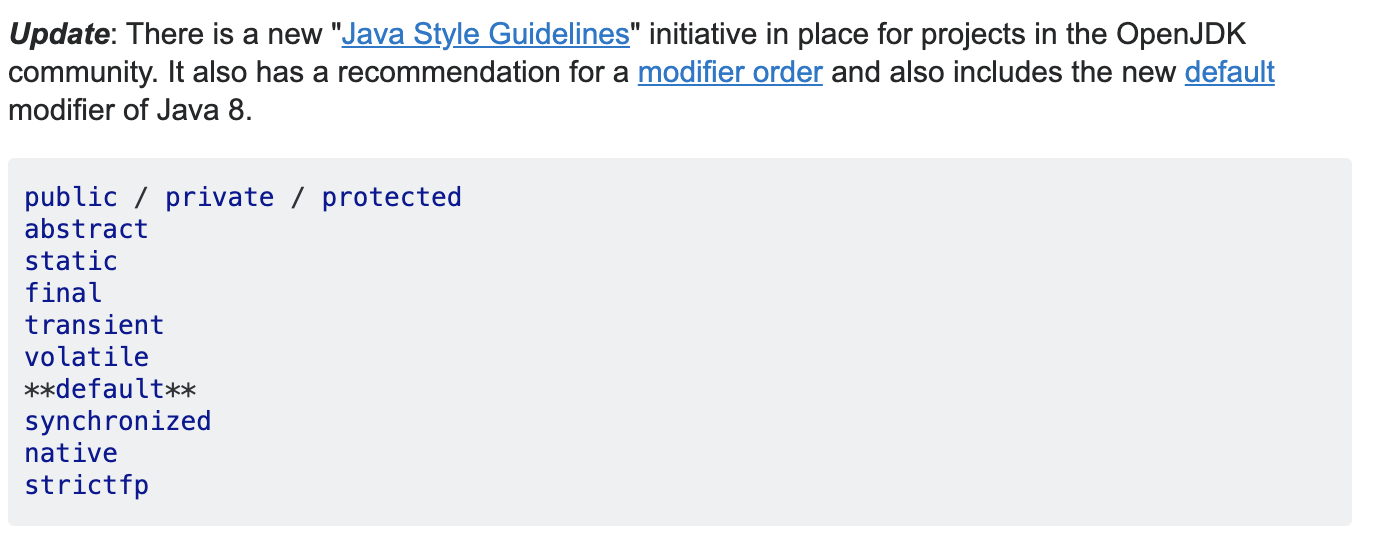 Update: There is a new "Java Style Guidelines" initiative in place for projects in the OpenJDK
community. It also has a recommendation for a modifier order and also includes the new default
modifier of Java 8.
public / private / protected
abstract
static
final
transient
volatile
**default**
synchronized
native
strictfp